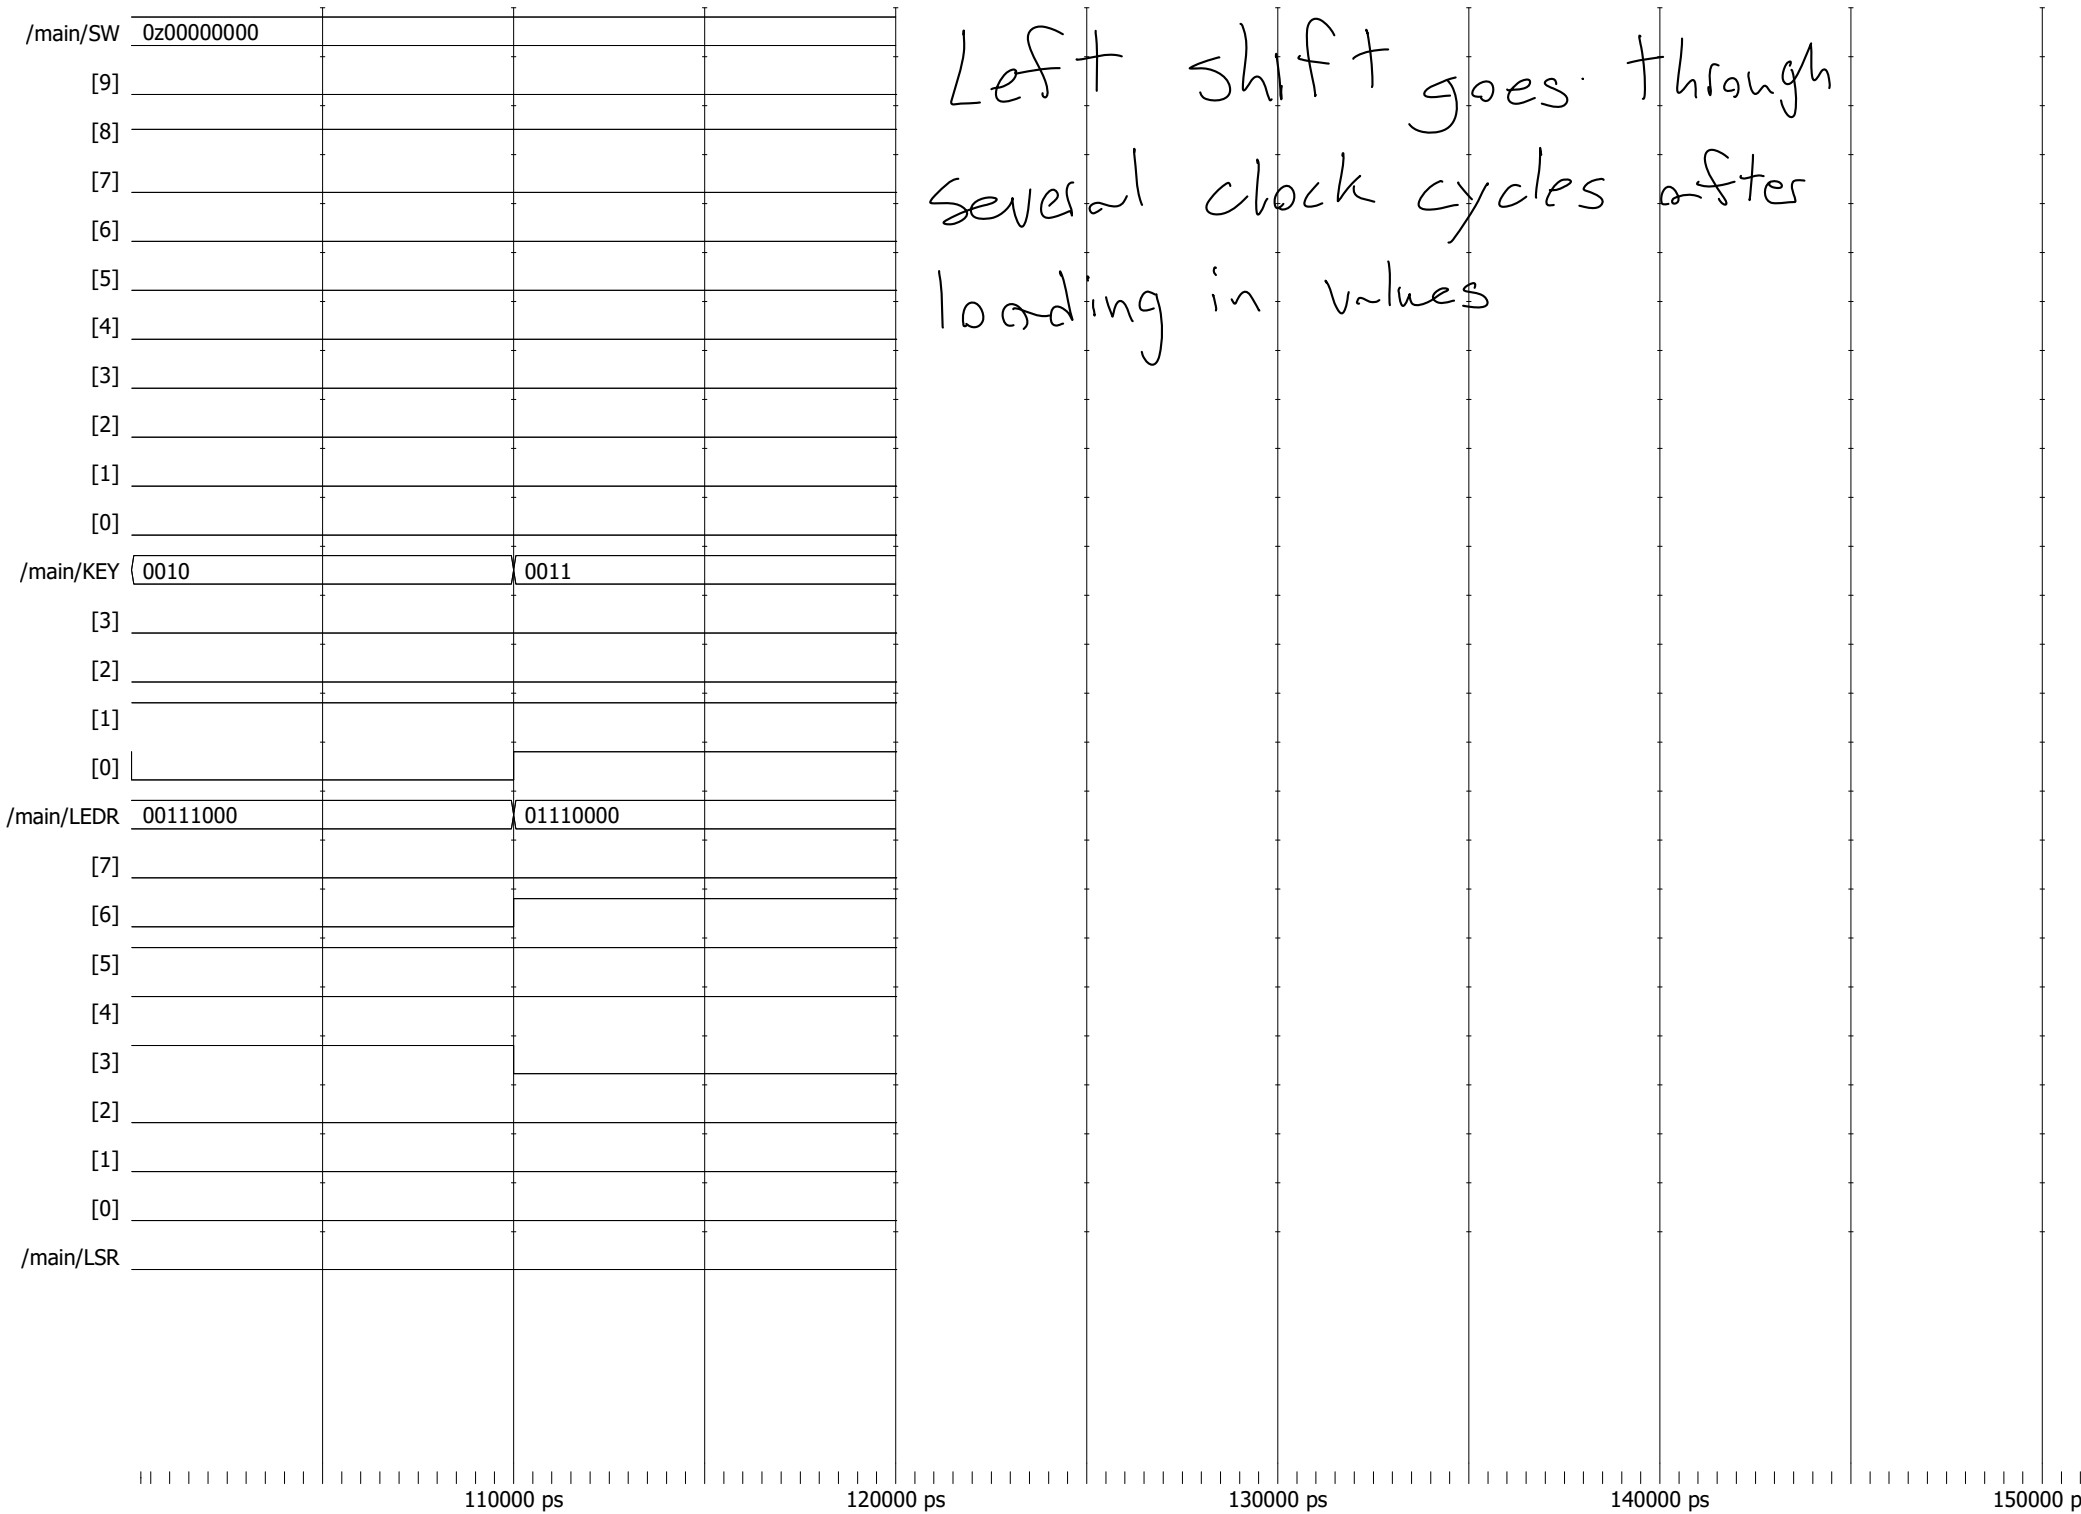 /main/SW 0z00000000 Left shift goes through
[9]
[8]
[7] several clock cycles after
[6]
[5]
[4] loading in values
[3]
[2]
[1]
[0]
/main/KEY 0010 0011
[3]
[2]
[1]
[0]
/main/LEDR 00111000 01110000
[7]
[6]
[5]
[4]
[3]
[2]
[1]
[0]
/main/LSR
110000 ps 120000 ps 130000 ps 140000 ps 150000 p